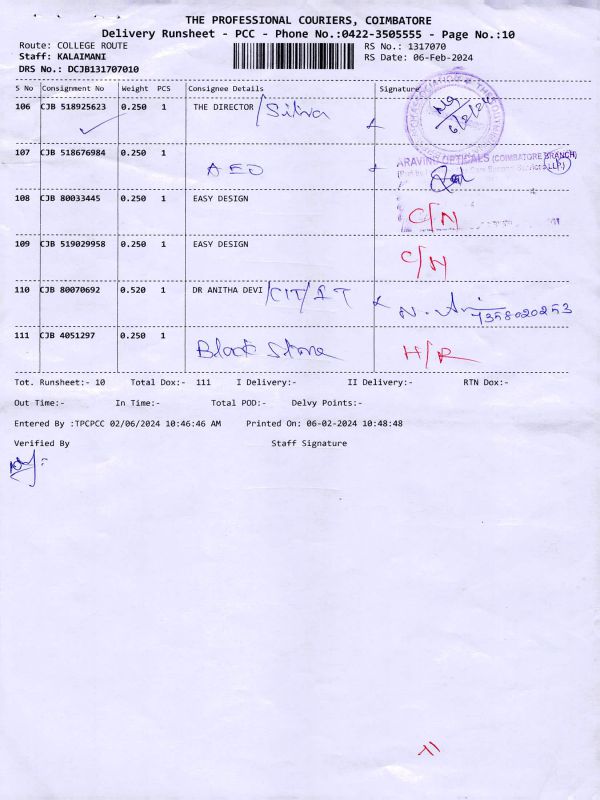 THE PROFESSIONAL COURIERS, COIMBATORE
Delivery Runsheet - PCC - Phone No.:0422-3505555 - Page No.:10
Route: COLLEGE ROUTE
RS No.: 1317070
Staff: KALAIMANI
RS Date: 06-Feb-2024
DRS No.: DCJB131707010
S No Consignment No Weight PCS Consignee Details Signature
106 CJB 518925623 0.250 1 THE DIRECTOR
6/2/24
107 CJB 518676984 0.250 1
ARAVIND OPTICALS (COIMBATORE BRANCH)
108 CJB 80033445 0.250 1 EASY DESIGN C/N
109 CJB 519029958 0.250 1 EASY DESIGN C/N
110 CJB 80070692 0.520 1 DR ANITHA DEVI /CIT/
7358020253
111 CJB 4051297 0.250 1 H/R
Black Stone
Tot. Runsheet:- 10 Total Dox:- 111 I Delivery:- II Delivery:- RTN Dox:-
Out Time:- In Time:- Total POD:- Delvy Points:-
Entered By :TPCPCC 02/06/2024 10:46:46 AM Printed On: 06-02-2024 10:48:48
Verified By Staff Signature